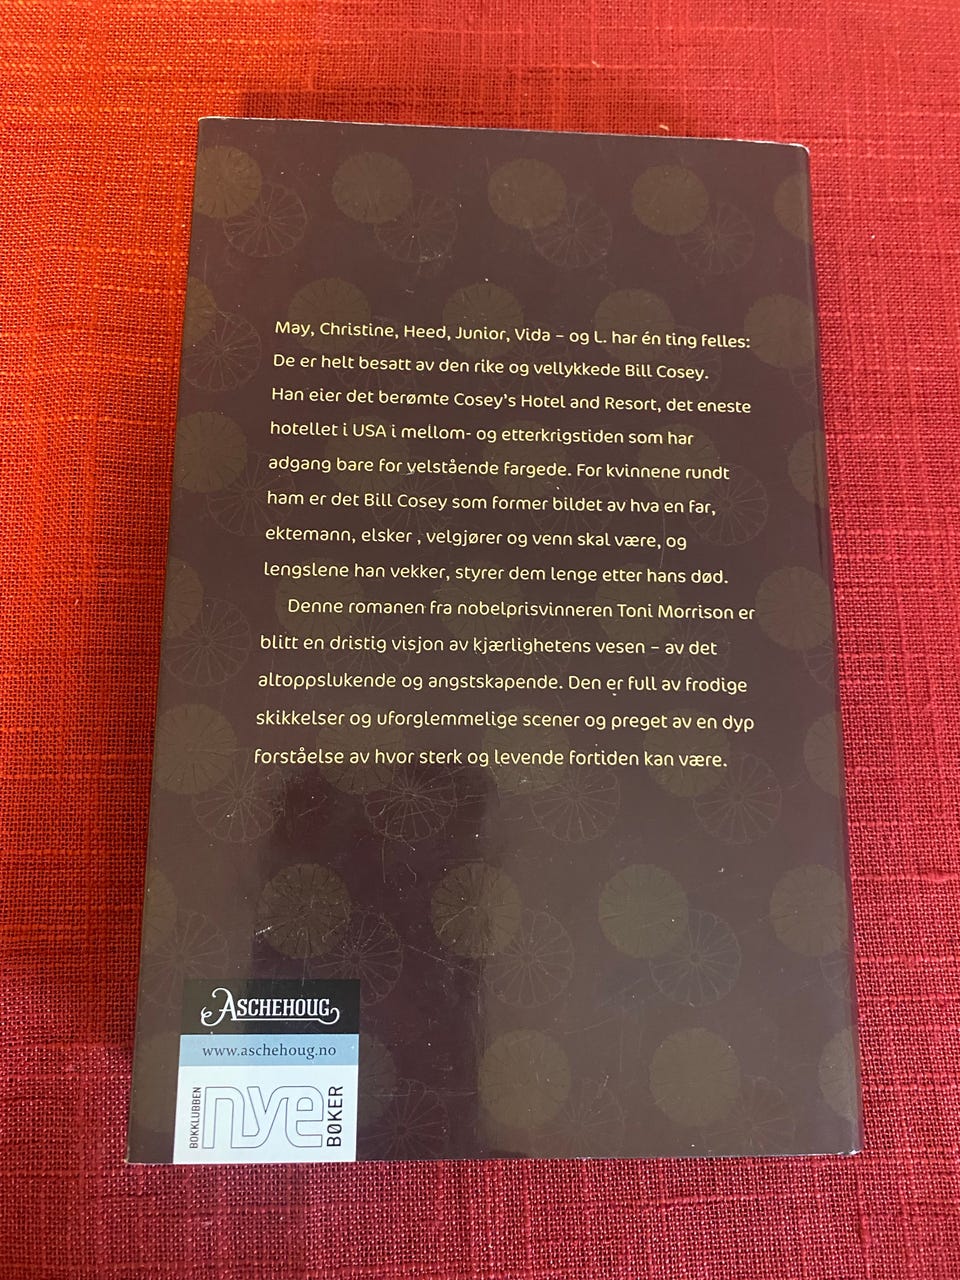 May, Christine, Heed, Junior, Vida – og L. har én ting felles:
De er helt besatt av den rike og vellykkede Bill Cosey.
Han eier det berømte Cosey's Hotel and Resort, det eneste
hotellet i USA i mellom- og etterkrigstiden som har
adgang bare for velstående fargede. For kvinnene rundt
ham er det Bill Cosey som former bildet av hva en far,
ektemann, elsker , velgjører og venn skal være, og
lengslene han vekker, styrer dem lenge etter hans død.
Denne romanen fra nobelprisvinneren Toni Morrison er
blitt en dristig visjon av kjærlighetens vesen – av det
altoppslukende og angstskapende. Den er full av frodige
skikkelser og uforglemmelige scener og preget av en dyp
forståelse av hvor sterk og levende fortiden kan være.
ASCHEHOUG
www.aschehoug.no
BOKKLUBBEN
nye
BØKER